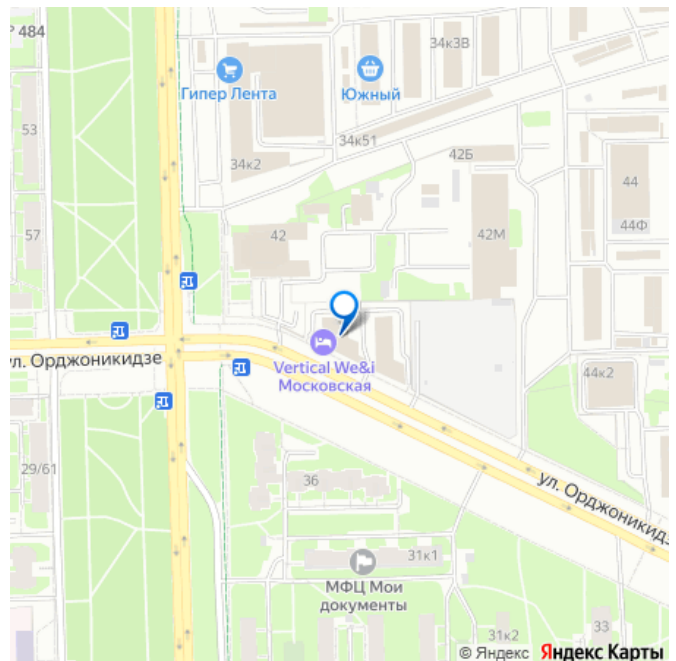 Р 484
34к3В
Гипер Лента
Южный
53
34к51
34к2
42Б
44
57
42
42М
44Ф
ул. Орджоникидзе
Vertical We&i
Московская
44к2
29/61
36
ул. Орджоникидзе
31к1
МФЦ Мои
документы
31к2
33
© Яндекс Яндекс Карты